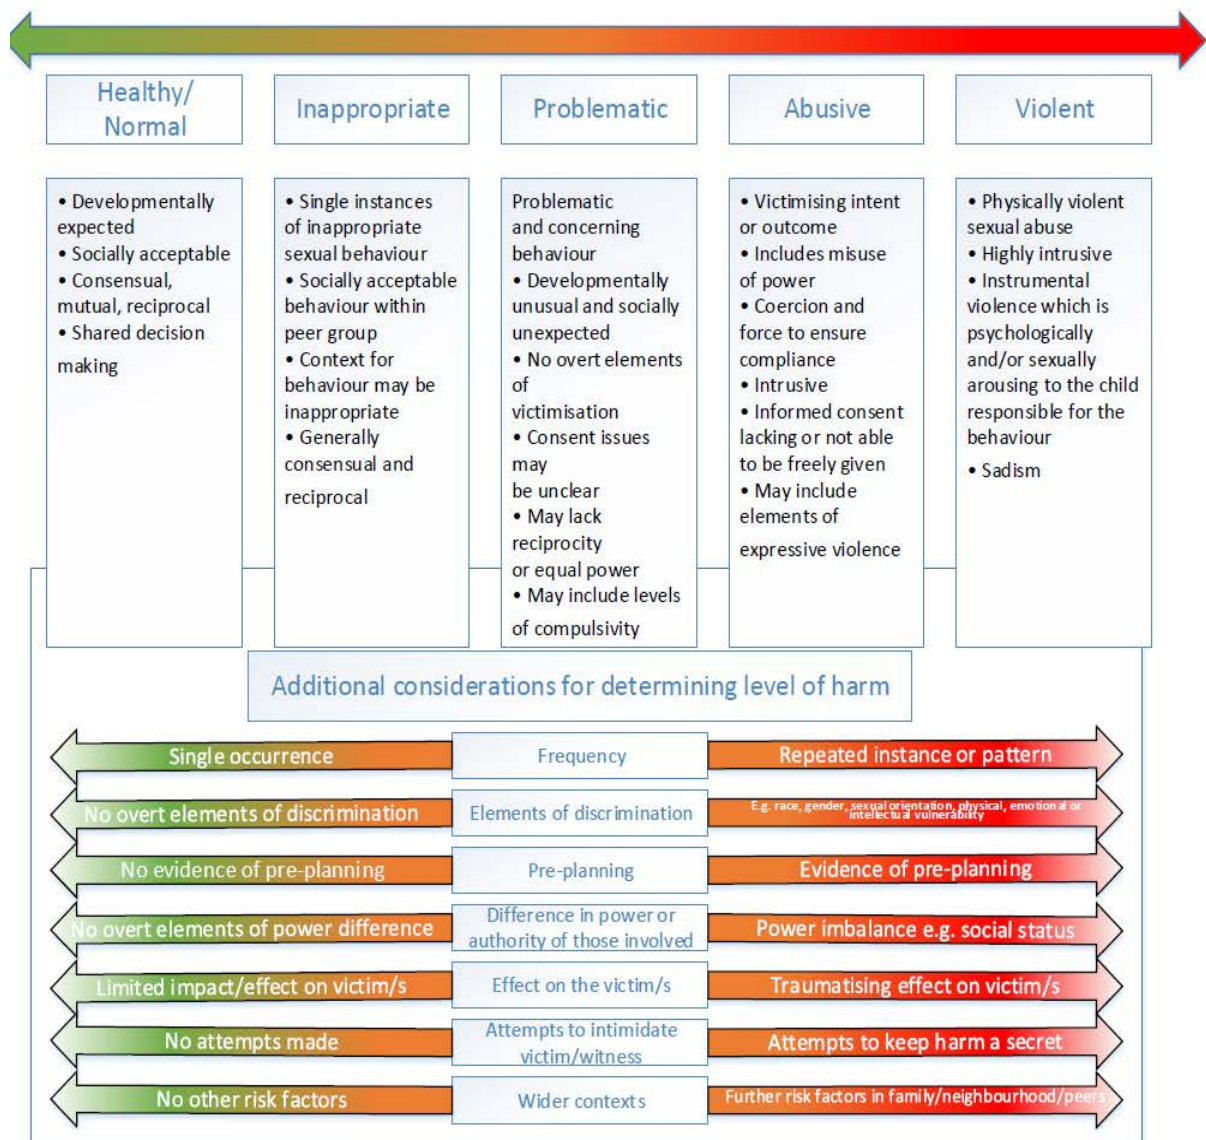 Healthy/
Normal
Inappropriate
Problematic
Abusive
Violent
• Developmentally
expected
• Socially acceptable
• Consensual,
mutual, reciprocal
• Shared decision
making
• Single instances
of inappropriate
sexual behaviour
• Socially acceptable
behaviour within
peer group
• Context for
behaviour may be
inappropriate
• Generally
consensual and
reciprocal
Problematic
and concerning
behaviour
• Developmentally
unusual and socially
unexpected
• No overt elements
of
victimisation
• Consent issues
may
be unclear
• May lack
reciprocity
or equal power
• May include levels
of compulsivity
• Victimising intent
or outcome
• Includes misuse
of power
• Coercion and
force to ensure
compliance
• Intrusive
• Informed consent
lacking or not able
to be freely given
• May include
elements of
expressive violence
• Physically violent
sexual abuse
• Highly intrusive
• Instrumental
violence which is
psychologically
and/or sexually
arousing to the child
responsible for the
behaviour
• Sadism
Additional considerations for determining level of harm
Single occurrence
Frequency
Repeated instance or pattern
No overt elements of discrimination
Elements of discrimination
E.g. race, gender, sexual orientation, physical, emotional or
intellectual vulnerability
No evidence of pre-planning
Pre-planning
Evidence of pre-planning
No overt elements of power difference
Difference in power or
authority of those involved
Power imbalance e.g. social status
Limited impact/effect on victim/s
Effect on the victim/s
Traumatising effect on victim/s
No attempts made
Attempts to intimidate
victim/witness
Attempts to keep harm a secret
No other risk factors
Wider contexts
Further risk factors in family/neighbourhood/peers